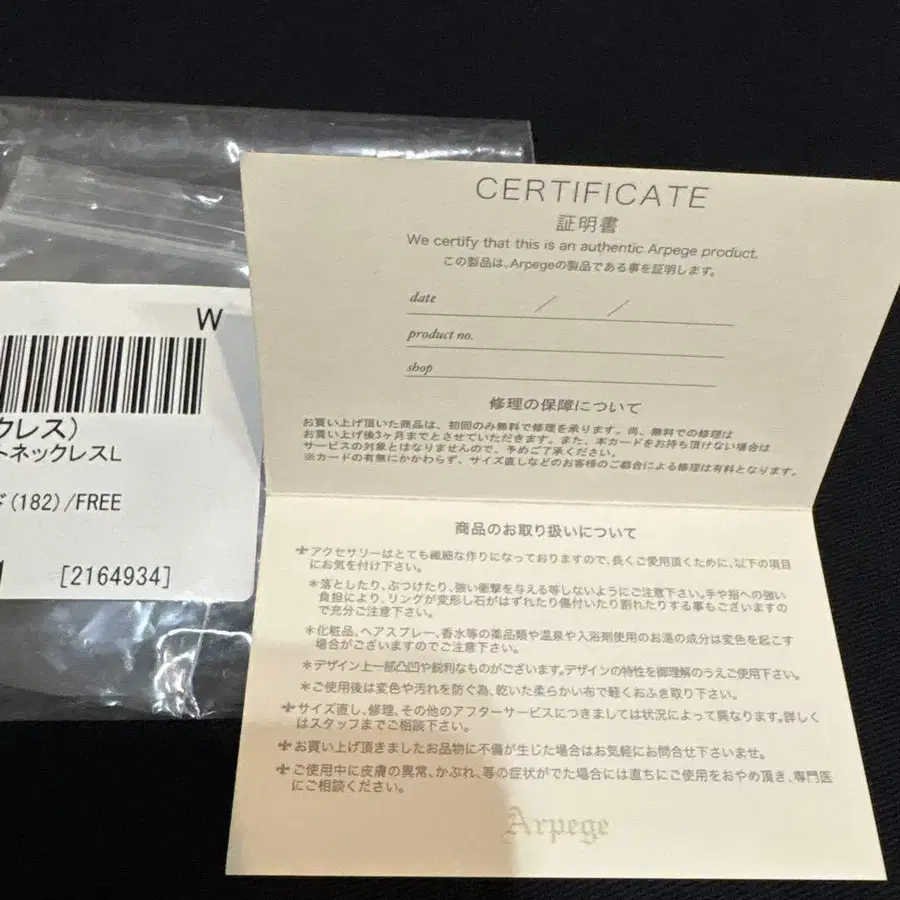 W
クレス)
トネックレスL
(182)/FREE
[2164934]
CERTIFICATE
証明書
We certify that this is an authentic Arpege product.
この製品は、Arpegeの製品である事を証明します。
date / /
product no.
shop
修理の保障について
お買い上げ頂いた商品は、初回のみ無料で修理を承ります。尚、無料での修理は
お買い上げ後3ヶ月までとさせていただきます。また、本カードをお持ち頂けない場合は
サービスの対象とはなりませんので、予めご了承ください。
※カードの有無にかかわらず、サイズ直しなどのお客様のご都合による修理は有料となります。
商品のお取り扱いについて
アクセサリーはとても繊細な作りになっておりますので、長くご愛用頂くために、以下の項目
にお気を付け下さい。
*落としたり、ぶつけたり、強い衝撃を与える等しないようにご注意下さい。手や指への強い
負担により、リングが変形し石がはずれたり傷付いたり割れたりする事もございますの
で充分ご注意下さい。
*化粧品、ヘアスプレー、香水等の薬品類や温泉や入浴剤使用のお湯の成分は変色を起こす
場合がございますのでご注意下さい。
*デザイン上一部凸凹や鋭利なものがございます。デザインの特性を御理解のうえご使用下さい。
*ご使用後は変色や汚れを防ぐ為、乾いた柔らかい布で軽くおふき取り下さい。
サイズ直し、修理、その他のアフターサービスにつきましては状況によって異なります。詳しく
はスタッフまでご相談下さい。
お買い上げ頂きましたお品物に不備が生じた場合はお気軽にお問合せ下さいませ。
ご使用中に皮膚の異常、かぶれ、等の症状がでた場合には直ちにご使用をおやめ頂き、専門医
にご相談ください。
Arpege